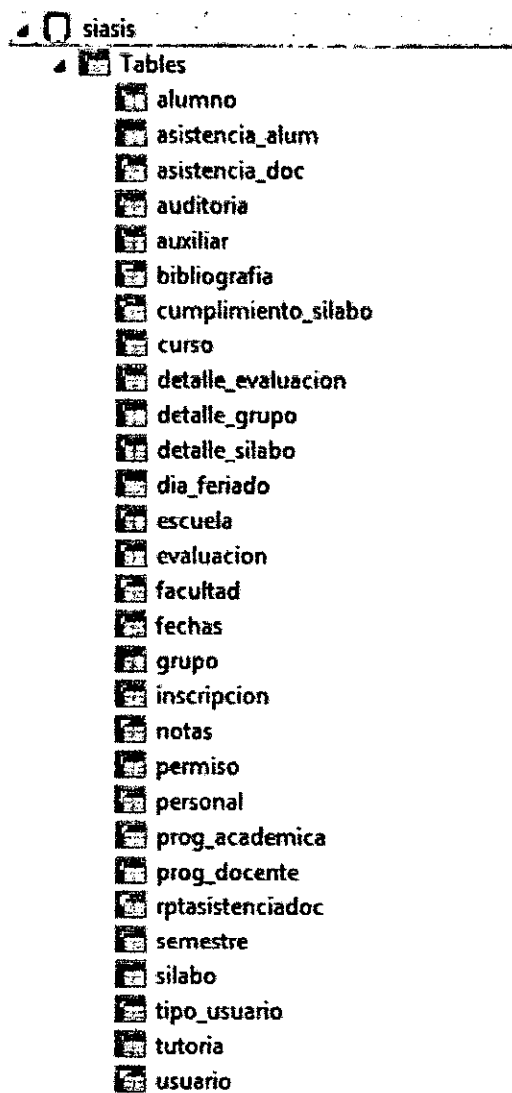 siasis
Tables
alumno
asistencia_alum
asistencia_doc
auditoria
auxiliar
bibliografia
cumplimiento_silabo
curso
detalle_evaluacion
detalle_grupo
detalle_silabo
dia_feriado
escuela
evaluacion
facultad
fechas
grupo
inscripcion
notas
permiso
personal
prog_academica
prog_docente
rptasistenciadoc
semestre
silabo
tipo_usuario
tutoria
usuario